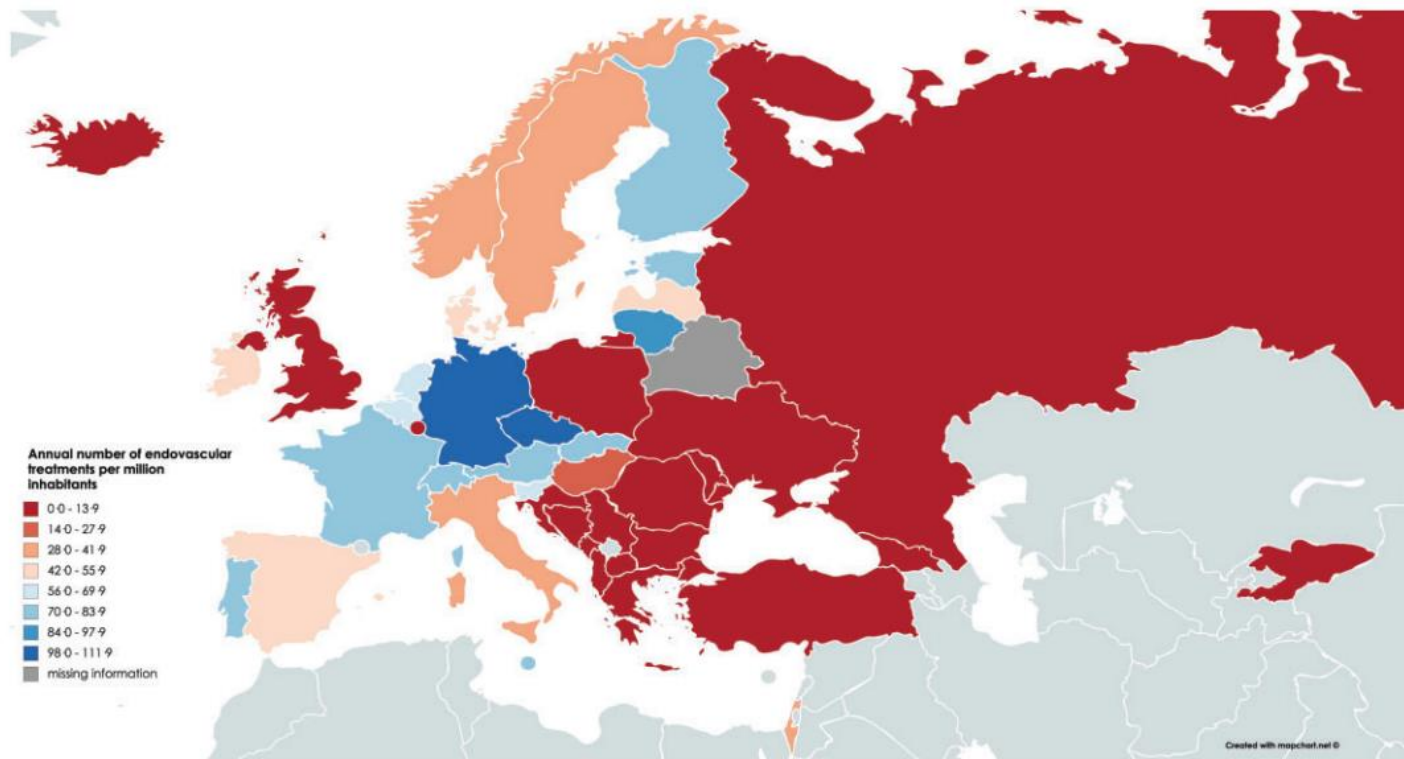 Annual number of endovascular
treatments per million
inhabitants
0·0 - 13·9
14·0 - 27·9
28·0 - 41·9
42·0 - 55·9
56·0 - 69·9
70·0 - 83·9
84·0 - 97·9
98·0 - 111·9
missing information
Created with mapchart.net ©